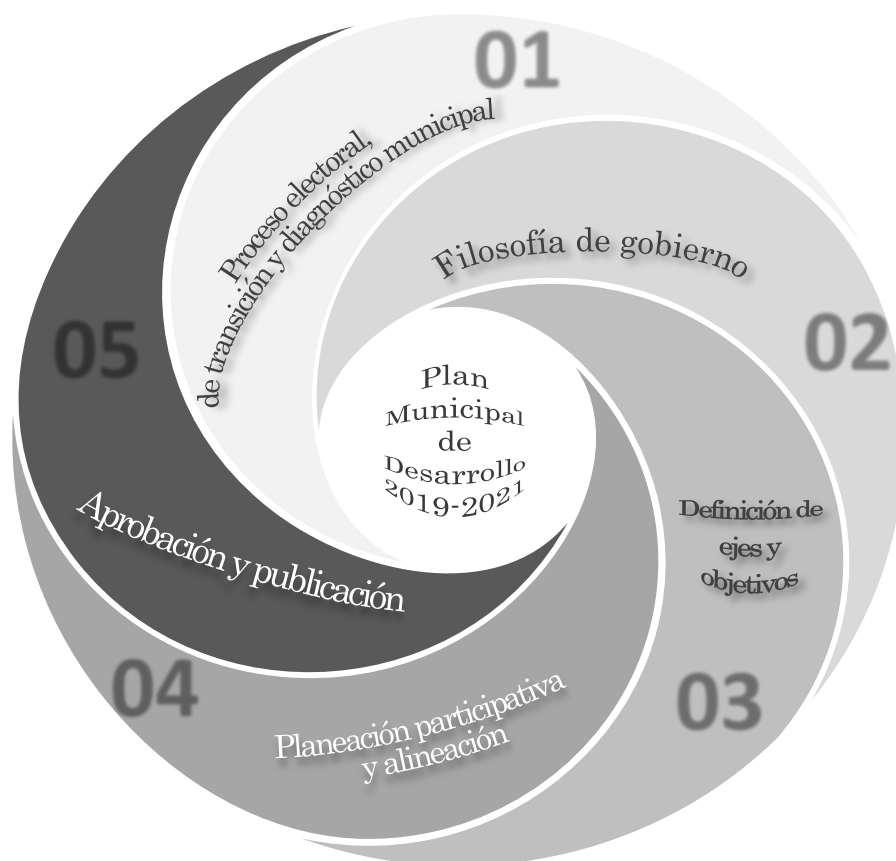 01
Proceso electoral,
de transición y diagnóstico municipal
Filosofía de gobierno
02
Definición de
ejes y
objetivos
03
Planeación participativa
y alineación
04
Aprobación y publicación
05
Plan
Municipal
de
Desarrollo
2019-2021